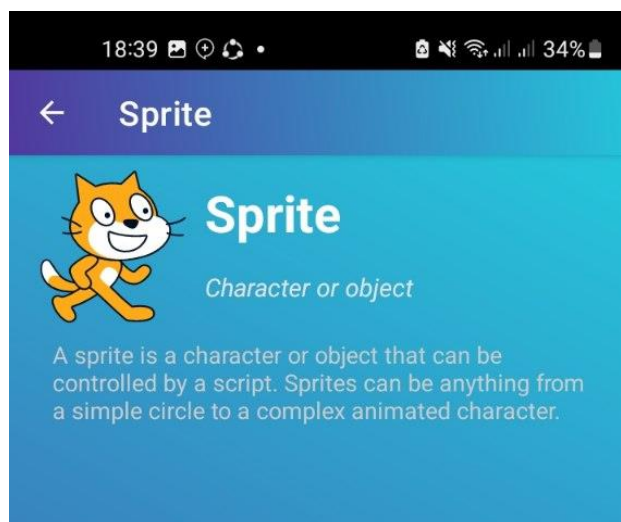 18:39
34%
Sprite
Sprite
Character or object
A sprite is a character or object that can be
controlled by a script. Sprites can be anything from
a simple circle to a complex animated character.